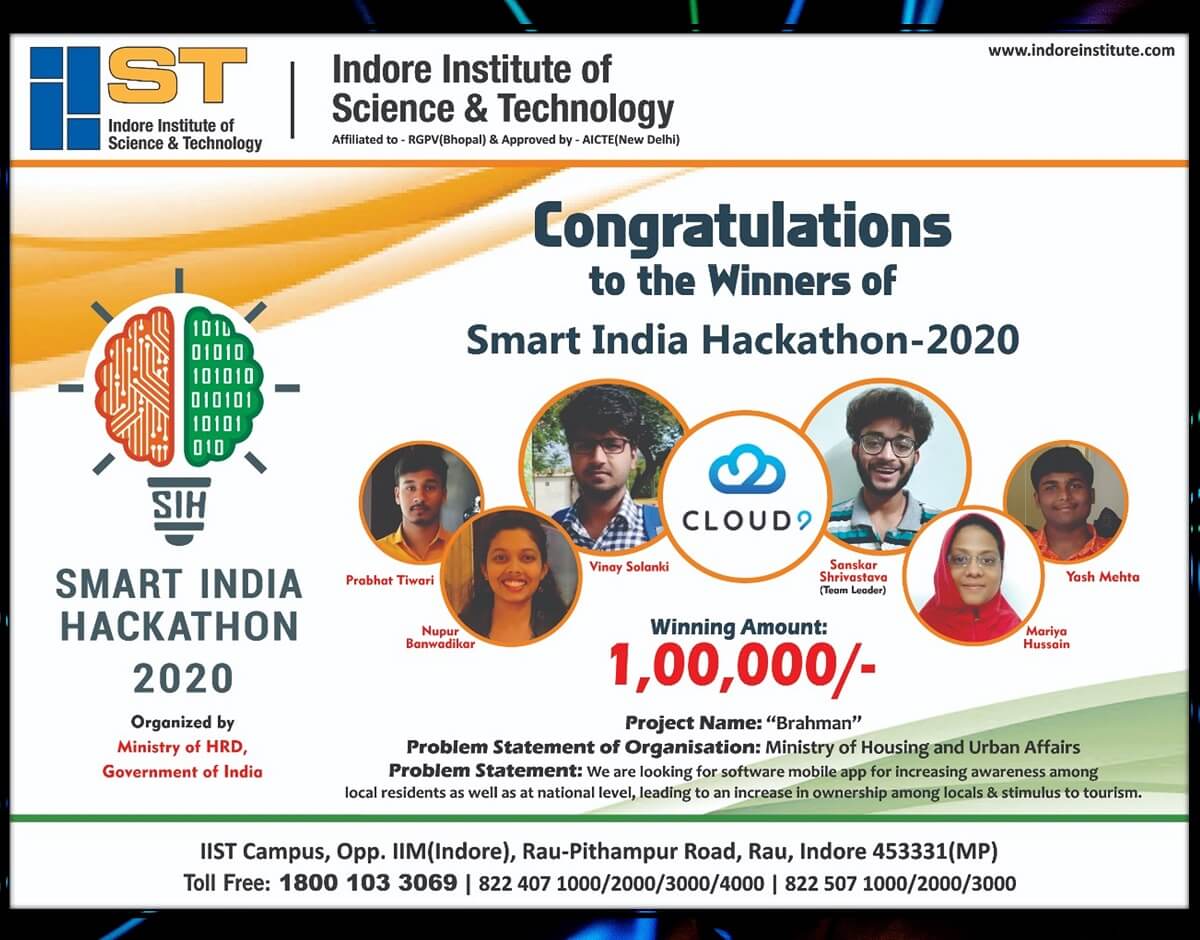 www.indoreinstitute.com
IIST
Indore Institute of
Science & Technology
Indore Institute of
Science & Technology
Affiliated to - RGPV(Bhopal) & Approved by - AICTE(New Delhi)
Congratulations
to the Winners of
Smart India Hackathon-2020
101
01010
101010
010101
10101
010
SIH
SMART INDIA
HACKATHON
2020
Organized by
Ministry of HRD,
Government of India
CLOUD9
Prabhat Tiwari
Nupur
Banwadikar
Vinay Solanki
Sanskar
Shrivastava
(Team Leader)
Mariya
Hussain
Yash Mehta
Winning Amount:
1,00,000/-
Project Name: “Brahman”
Problem Statement of Organisation: Ministry of Housing and Urban Affairs
Problem Statement: We are looking for software mobile app for increasing awareness among
local residents as well as at national level, leading to an increase in ownership among locals & stimulus to tourism.
IIST Campus, Opp. IIM(Indore), Rau-Pithampur Road, Rau, Indore 453331(MP)
Toll Free: 1800 103 3069 | 822 407 1000/2000/3000/4000 | 822 507 1000/2000/3000